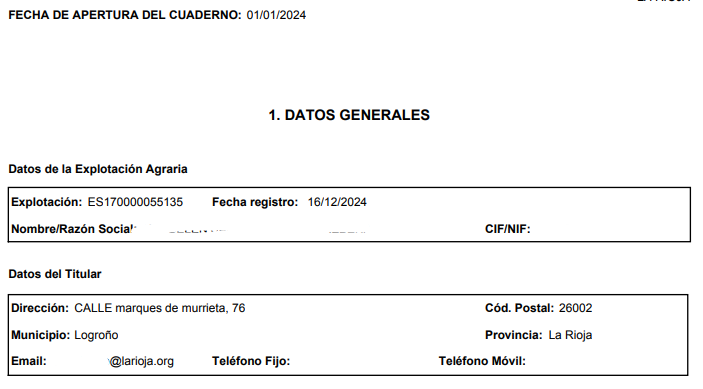 FECHA DE APERTURA DEL CUADERNO: 01/01/2024
1. DATOS GENERALES
Datos de la Explotación Agraria
Explotación: ES170000055135 Fecha registro: 16/12/2024
Nombre/Razón Social: CIF/NIF:
Datos del Titular
Dirección: CALLE marques de murrieta, 76 Cód. Postal: 26002
Municipio: Logroño Provincia: La Rioja
Email: @larioja.org Teléfono Fijo: Teléfono Móvil: